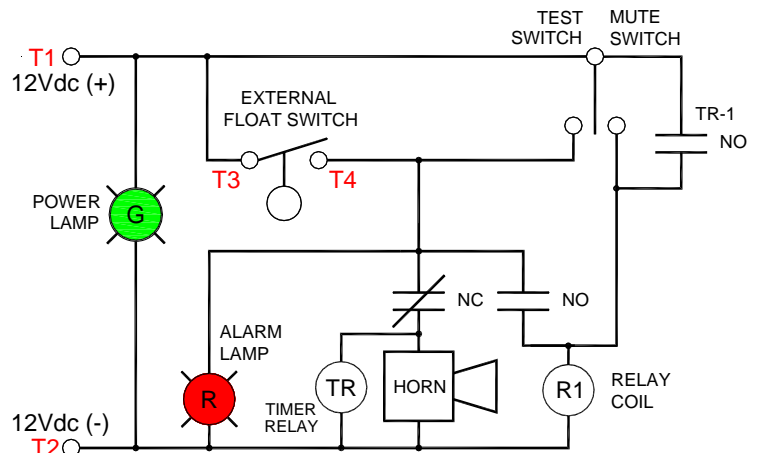 TEST SWITCH
MUTE SWITCH
T1
12Vdc (+)
EXTERNAL
FLOAT SWITCH
TR-1
NO
T3
T4
POWER
LAMP
G
NC
NO
ALARM
LAMP
R
TR
TIMER
RELAY
HORN
R1
RELAY
COIL
12Vdc (-)
T2